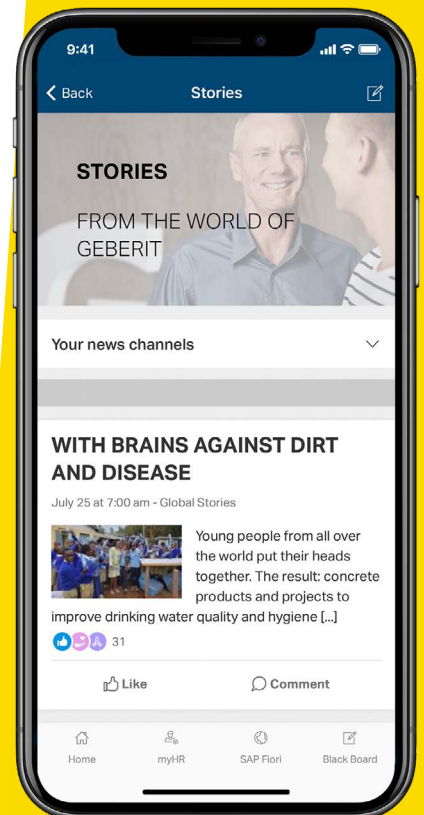 9:41
Back
Stories
STORIES
FROM THE WORLD OF
GEBERIT
Your news channels
WITH BRAINS AGAINST DIRT
AND DISEASE
July 25 at 7:00 am - Global Stories
Young people from all over
the world put their heads
together. The result: concrete
products and projects to
improve drinking water quality and hygiene [...]
31
Like
Comment
Home
myHR
SAP Fiori
Black Board